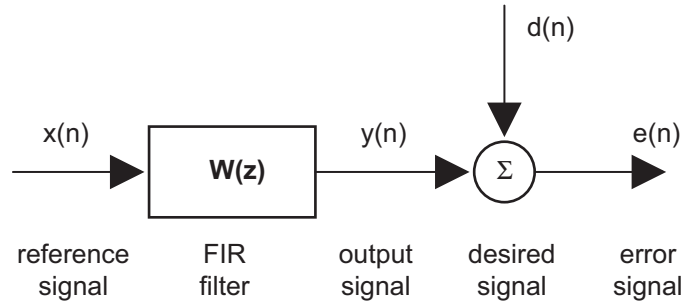 d(n)
x(n)
y(n)
e(n)
W(z)
Σ
reference signal
FIR filter
output signal
desired signal
error signal